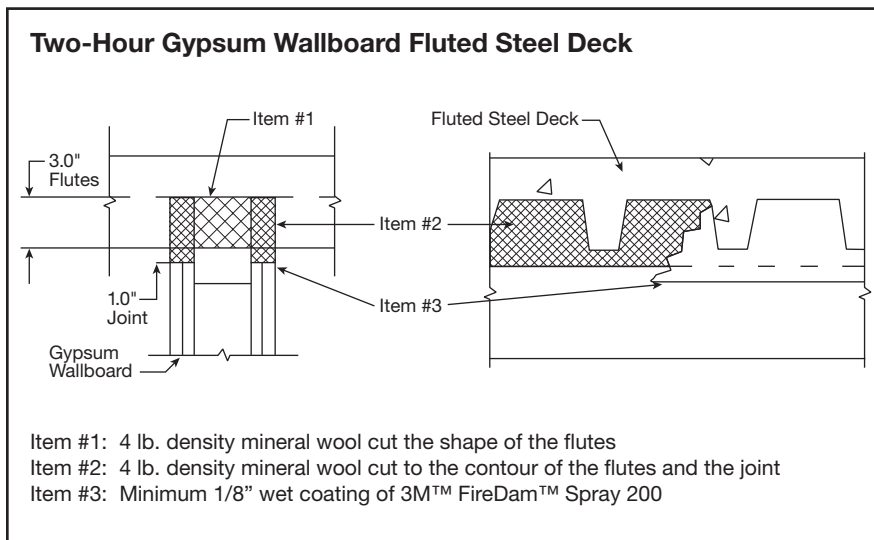 Two-Hour Gypsum Wallboard Fluted Steel Deck
Item #1
Fluted Steel Deck
3.0"
Flutes
Item #2
1.0"
Joint
Item #3
Gypsum
Wallboard
Item #1: 4 lb. density mineral wool cut the shape of the flutes
Item #2: 4 lb. density mineral wool cut to the contour of the flutes and the joint
Item #3: Minimum 1/8” wet coating of 3M™ FireDam™ Spray 200